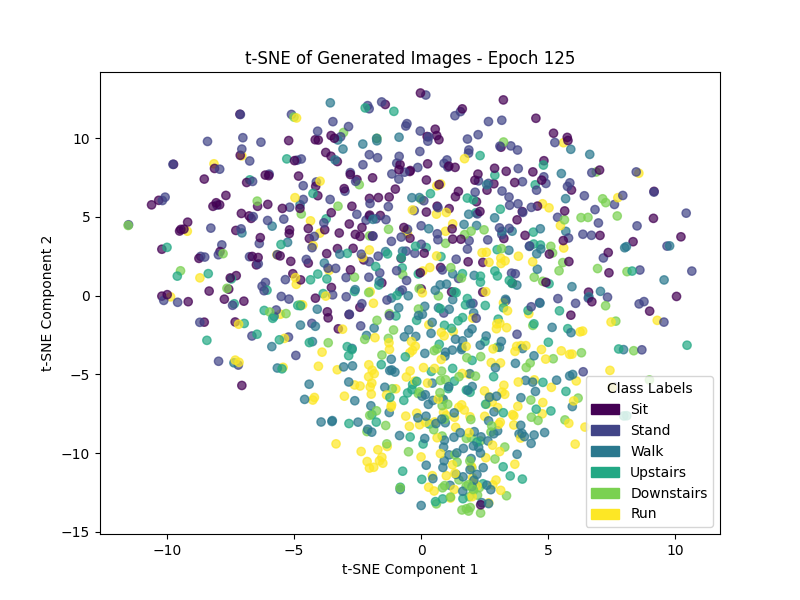 t-SNE of Generated Images - Epoch 125
t-SNE Component 2
10
5
0
−5
−10
−15
Class Labels
Sit
Stand
Walk
Upstairs
Downstairs
Run
−10
−5
0
5
10
t-SNE Component 1